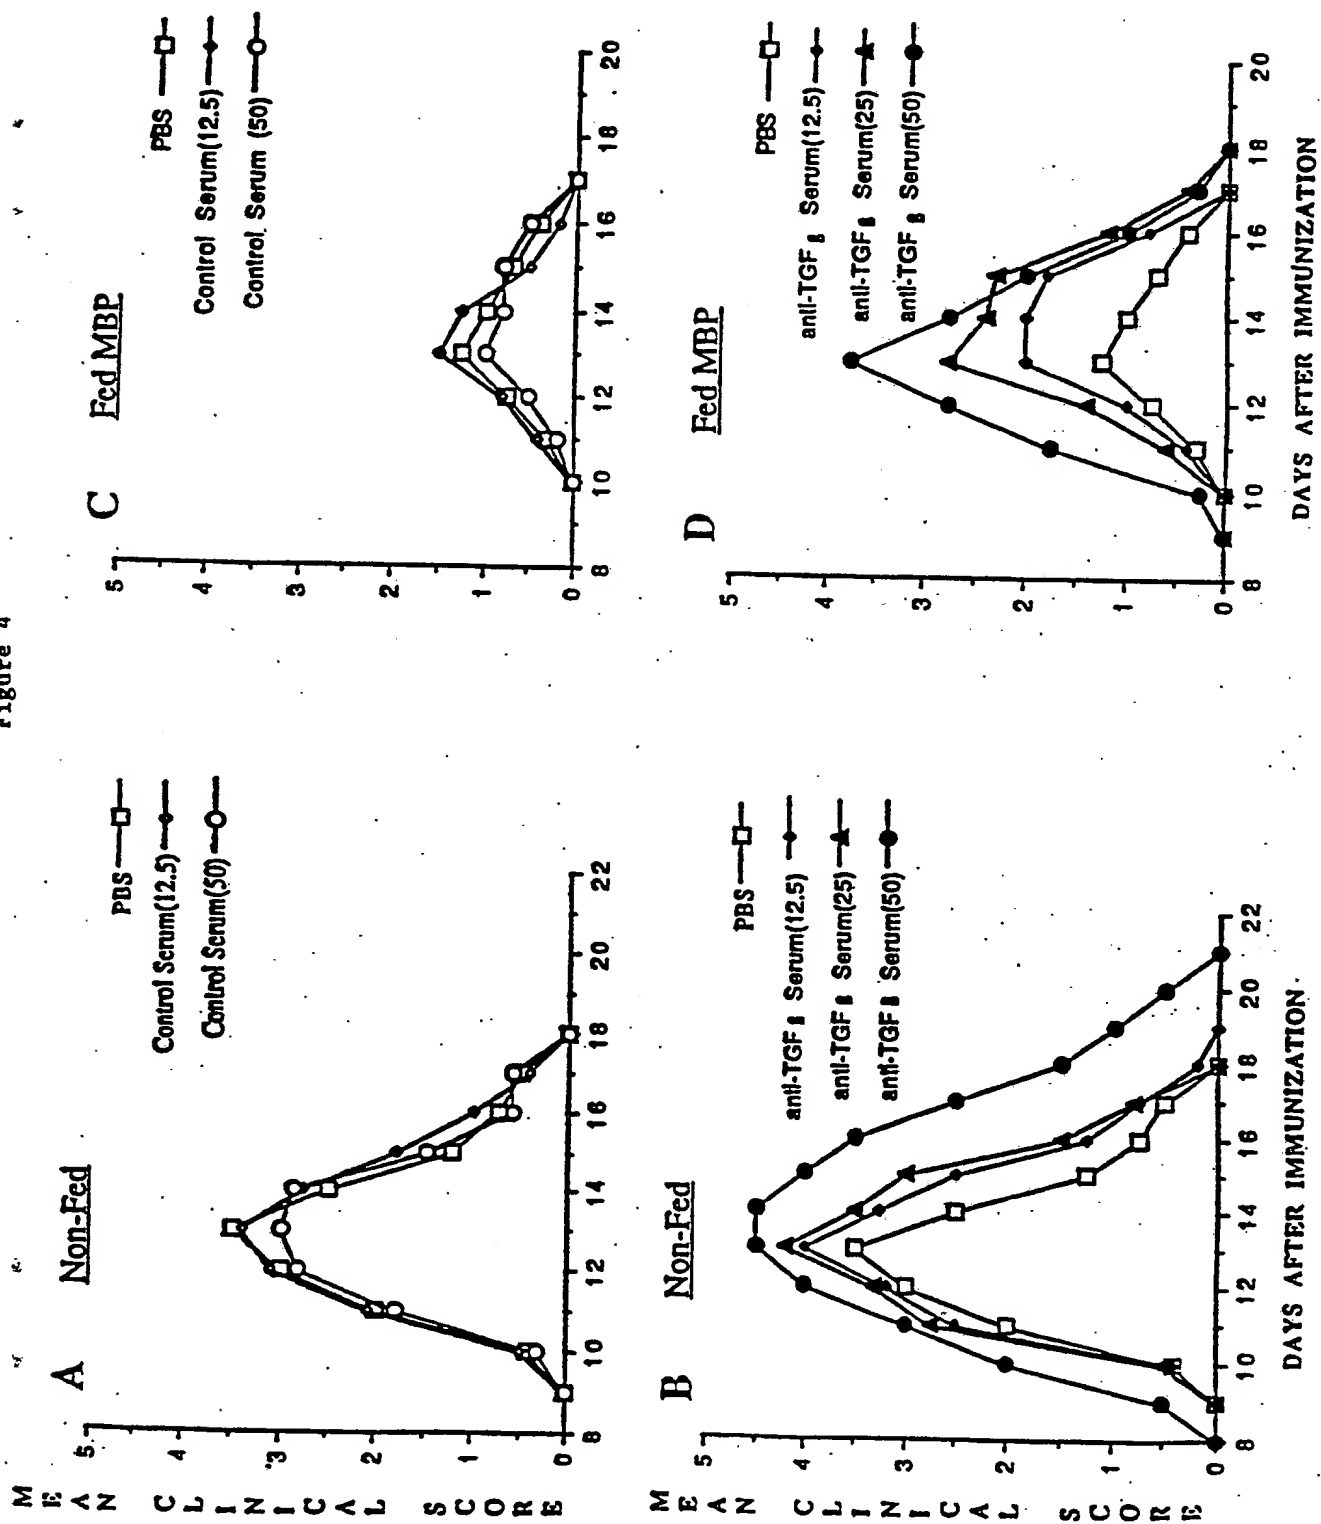 Figure 4
A
Non-Fed
PBS
Control Serum(12.5)
Control Serum(50)
MEAN CLINICAL SCORE
5
4
3
2
1
0
8 10 12 14 16 18 20 22
C
Fed MBP
PBS
Control Serum(12.5)
Control Serum (50)
5
4
3
2
1
0
8 10 12 14 16 18 20
B
Non-Fed
PBS
anti-TGFβ Serum(12.5)
anti-TGFβ Serum(25)
anti-TGFβ Serum(50)
MEAN CLINICAL SCORE
5
4
3
2
1
0
8 10 12 14 16 18 20 22
DAYS AFTER IMMUNIZATION
D
Fed MBP
PBS
anti-TGFβ Serum(12.5)
anti-TGFβ Serum(25)
anti-TGFβ Serum(50)
5
4
3
2
1
0
8 10 12 14 16 18 20
DAYS AFTER IMMUNIZATION